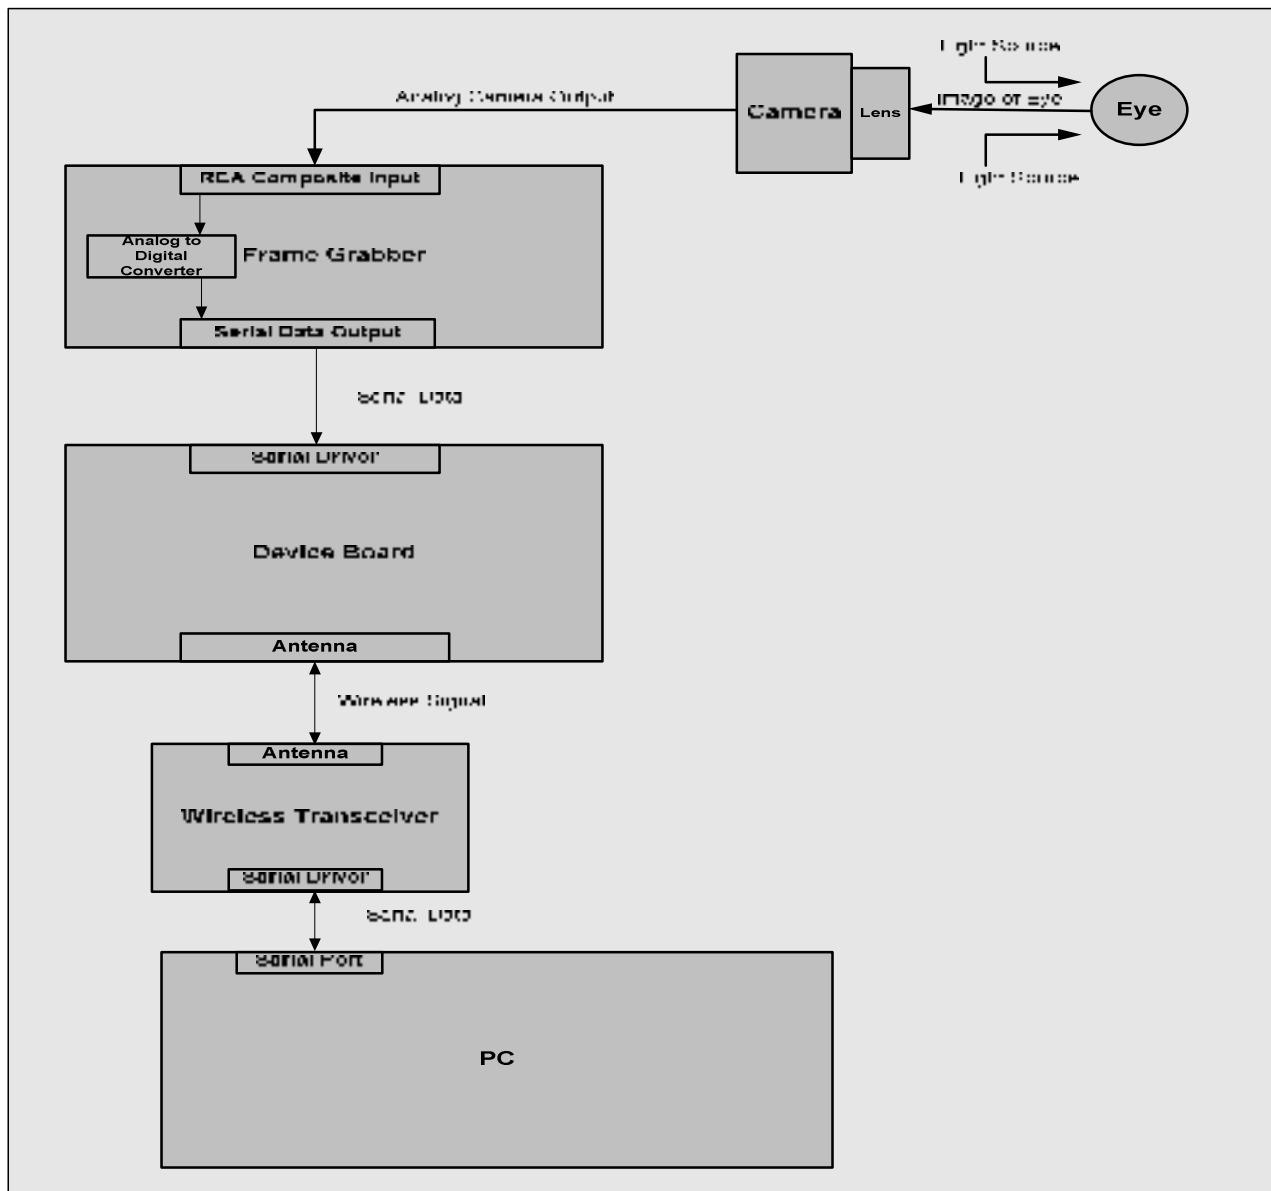 Light Source
Analog Camera Output
Camera
Lens
Image of Eye
Eye
Light Source
RCA Composite Input
Analog to
Digital
Converter
Frame Grabber
Serial Data Output
Serial Data
Serial Driver
Device Board
Antenna
Wireless Signal
Antenna
Wireless Transceiver
Serial Driver
Serial Data
Serial Port
PC